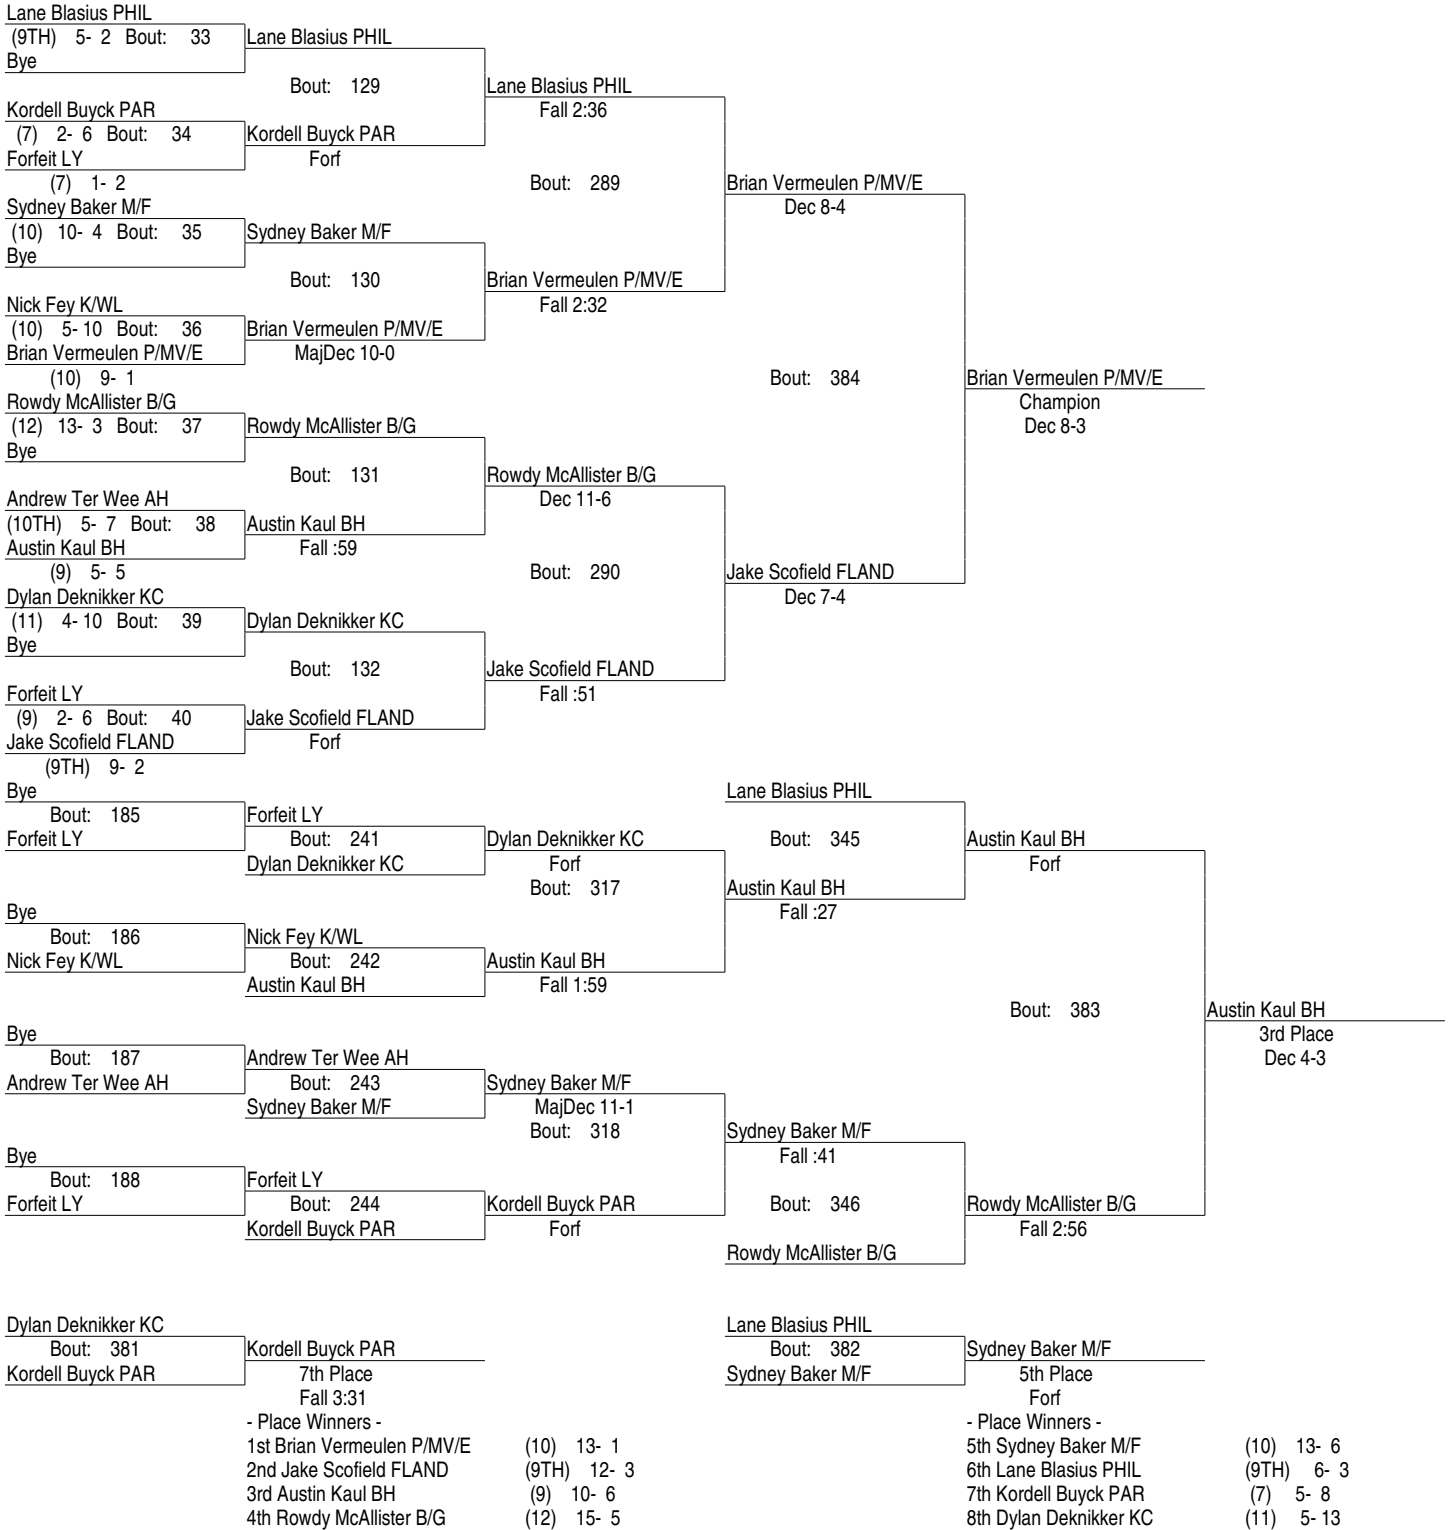 Lane Blasius PHIL
(9TH) 5- 2 Bout: 33 Lane Blasius PHIL
Bye
Bout: 129 Lane Blasius PHIL
Kordell Buyck PAR Fall 2:36
(7) 2- 6 Bout: 34 Kordell Buyck PAR
Forfeit LY Forf
(7) 1- 2 Bout: 289 Brian Vermeulen P/MV/E
Sydney Baker M/F Dec 8-4
(10) 10- 4 Bout: 35 Sydney Baker M/F
Bye
Bout: 130 Brian Vermeulen P/MV/E
Nick Fey K/WL Fall 2:32
(10) 5- 10 Bout: 36 Brian Vermeulen P/MV/E
Brian Vermeulen P/MV/E MajDec 10-0
(10) 9- 1 Bout: 384 Brian Vermeulen P/MV/E
Rowdy McAllister B/G Champion
(12) 13- 3 Bout: 37 Rowdy McAllister B/G Dec 8-3
Bye
Bout: 131 Rowdy McAllister B/G
Andrew Ter Wee AH Dec 11-6
(10TH) 5- 7 Bout: 38 Austin Kaul BH
Austin Kaul BH Fall :59
(9) 5- 5 Bout: 290 Jake Scofield FLAND
Dylan Deknikker KC Dec 7-4
(11) 4- 10 Bout: 39 Dylan Deknikker KC
Bye
Bout: 132 Jake Scofield FLAND
Forfeit LY Fall :51
(9) 2- 6 Bout: 40 Jake Scofield FLAND
Jake Scofield FLAND Forf
(9TH) 9- 2
Bye Lane Blasius PHIL
Bout: 185 Forfeit LY
Forfeit LY Bout: 241 Dylan Deknikker KC Bout: 345 Austin Kaul BH
Dylan Deknikker KC Forf Forf
Bout: 317 Austin Kaul BH
Bye Fall :27
Bout: 186 Nick Fey K/WL
Nick Fey K/WL Bout: 242 Austin Kaul BH
Austin Kaul BH Fall 1:59
Bout: 383 Austin Kaul BH
Bye 3rd Place
Bout: 187 Andrew Ter Wee AH Dec 4-3
Andrew Ter Wee AH Bout: 243 Sydney Baker M/F
Sydney Baker M/F MajDec 11-1
Bout: 318 Sydney Baker M/F
Bye Fall :41
Bout: 188 Forfeit LY
Forfeit LY Bout: 244 Kordell Buyck PAR Bout: 346 Rowdy McAllister B/G
Kordell Buyck PAR Forf Fall 2:56
Rowdy McAllister B/G
Dylan Deknikker KC Lane Blasius PHIL
Bout: 381 Kordell Buyck PAR Bout: 382 Sydney Baker M/F
Kordell Buyck PAR 7th Place Sydney Baker M/F 5th Place
Fall 3:31 Forf
- Place Winners - - Place Winners -
1st Brian Vermeulen P/MV/E (10) 13- 1 5th Sydney Baker M/F (10) 13- 6
2nd Jake Scofield FLAND (9TH) 12- 3 6th Lane Blasius PHIL (9TH) 6- 3
3rd Austin Kaul BH (9) 10- 6 7th Kordell Buyck PAR (7) 5- 8
4th Rowdy McAllister B/G (12) 15- 5 8th Dylan Deknikker KC (11) 5- 13